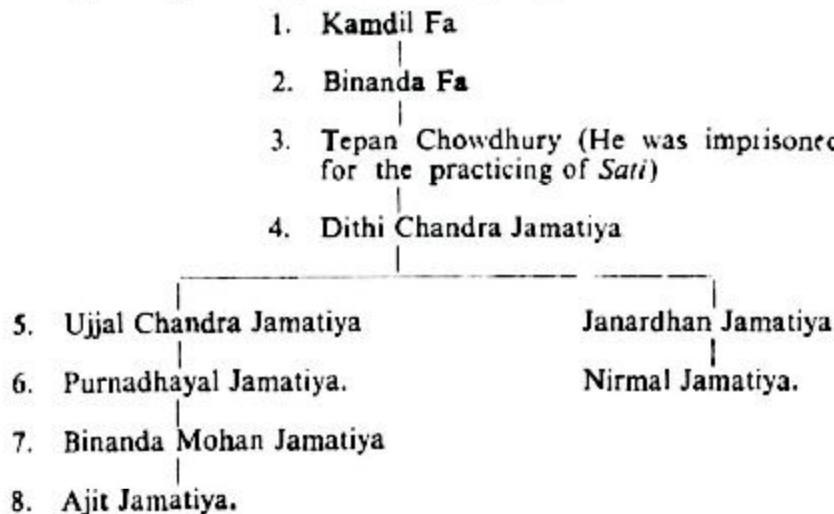 1. Kamdil Fa
2. Binanda Fa
3. Tepan Chowdhury (He was imprisoned
for the practicing of Sati)
4. Dithi Chandra Jamatiya
5. Ujjal Chandra Jamatiya Janardhan Jamatiya
6. Purnadhayal Jamatiya. Nirmal Jamatiya.
7. Binanda Mohan Jamatiya
8. Ajit Jamatiya.